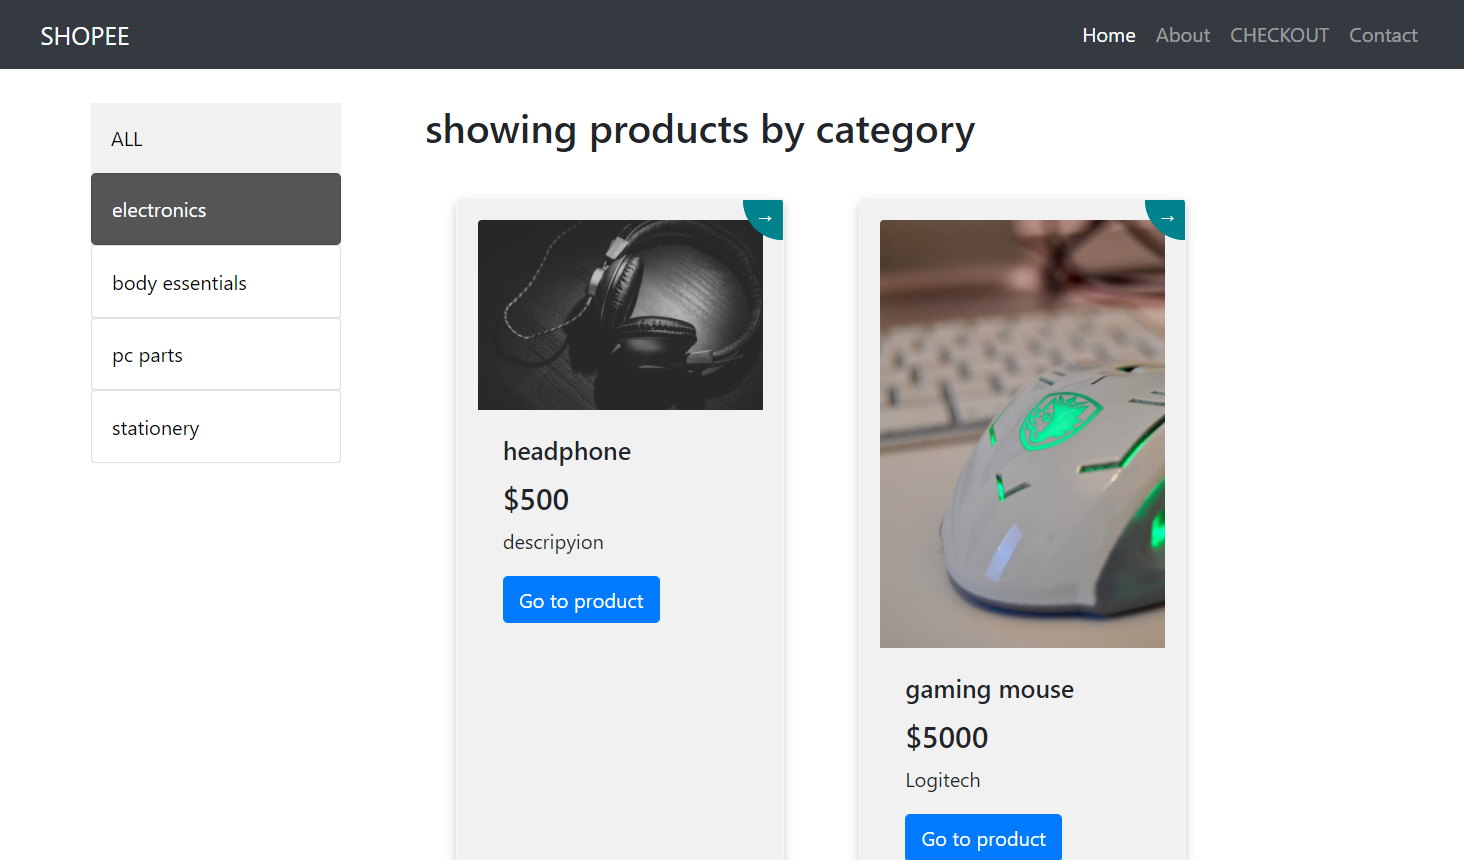 SHOPEE
Home About CHECKOUT Contact
ALL
electronics
body essentials
pc parts
stationery
showing products by category
→
headphone
$500
descripyion
Go to product
→
gaming mouse
$5000
Logitech
Go to product